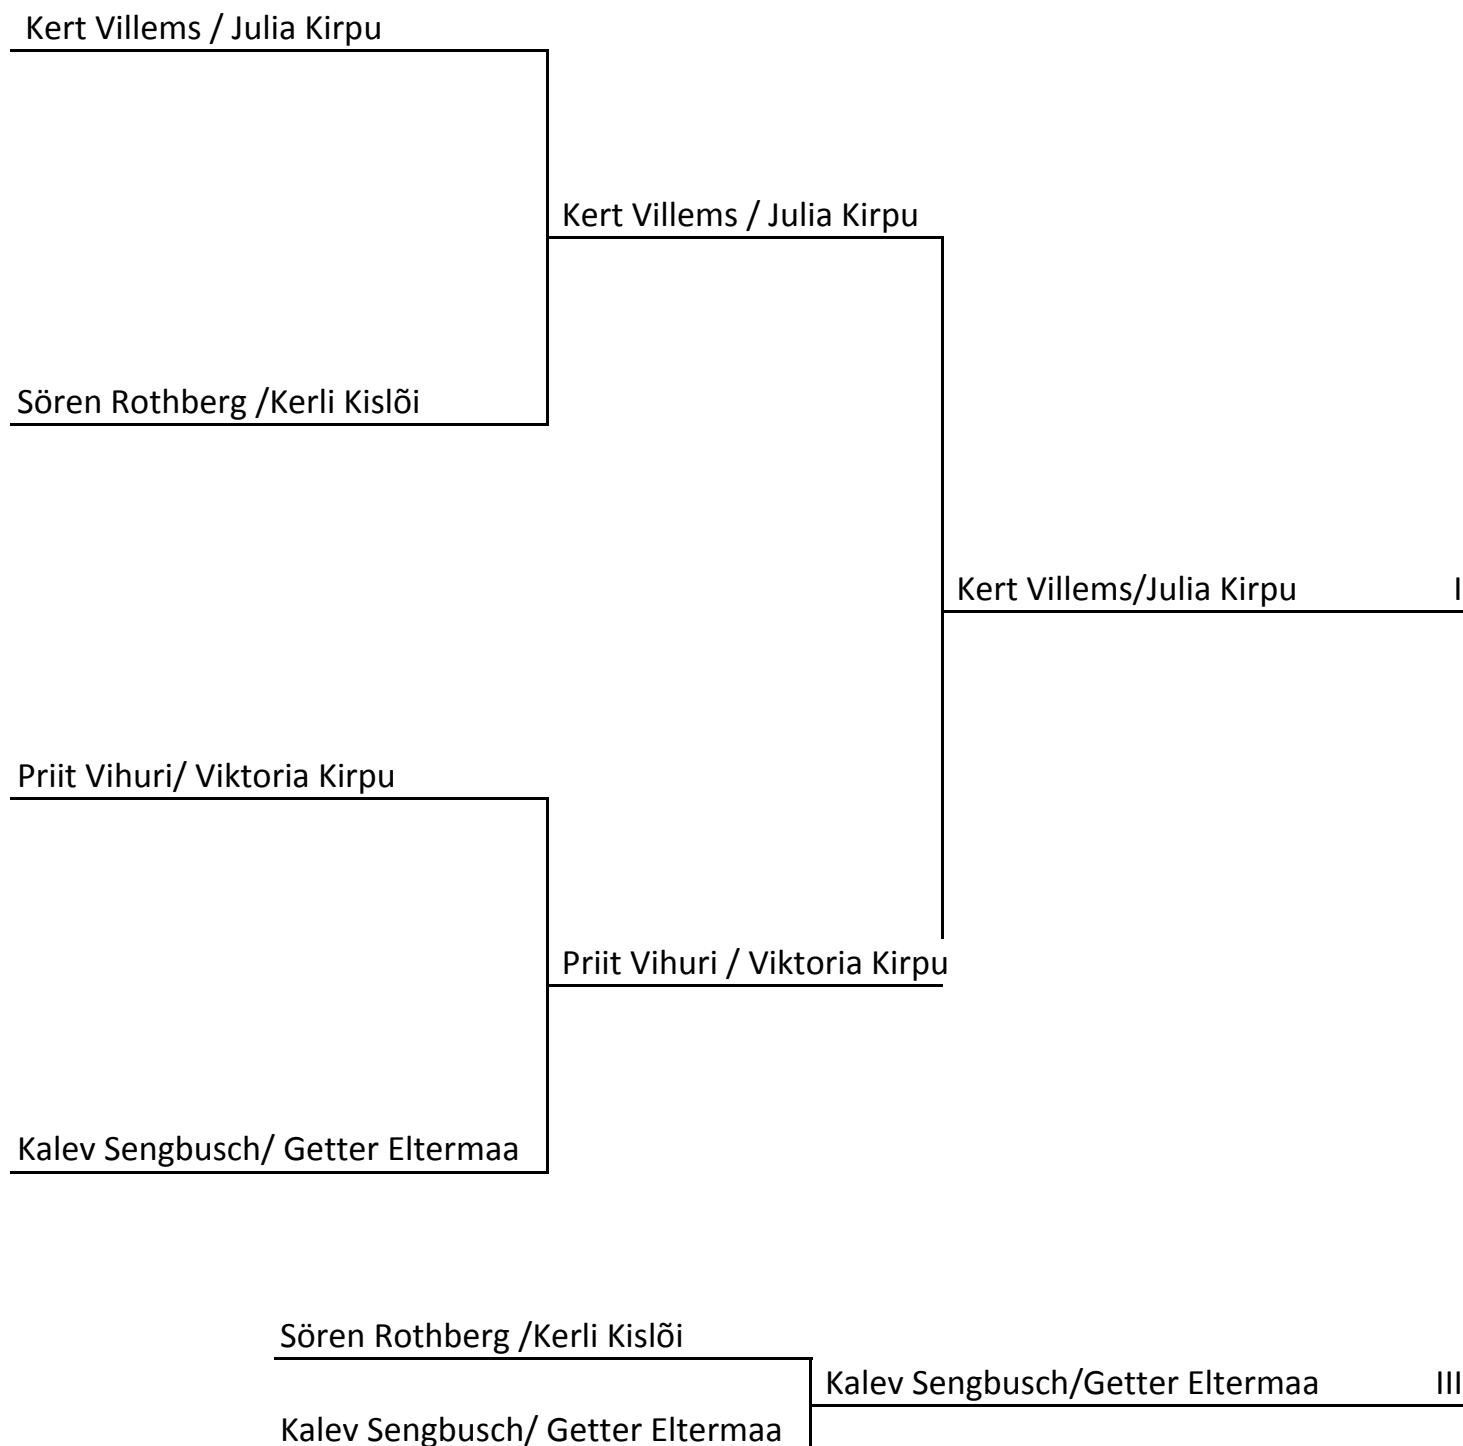 Kert Villems / Julia Kirpu
Kert Villems / Julia Kirpu
Sören Rothberg /Kerli Kislõi
Kert Villems/Julia Kirpu I
Priit Vihuri/ Viktoria Kirpu
Priit Vihuri / Viktoria Kirpu
Kalev Sengbusch/ Getter Eltermaa
Sören Rothberg /Kerli Kislõi
Kalev Sengbusch/Getter Eltermaa III
Kalev Sengbusch/ Getter Eltermaa